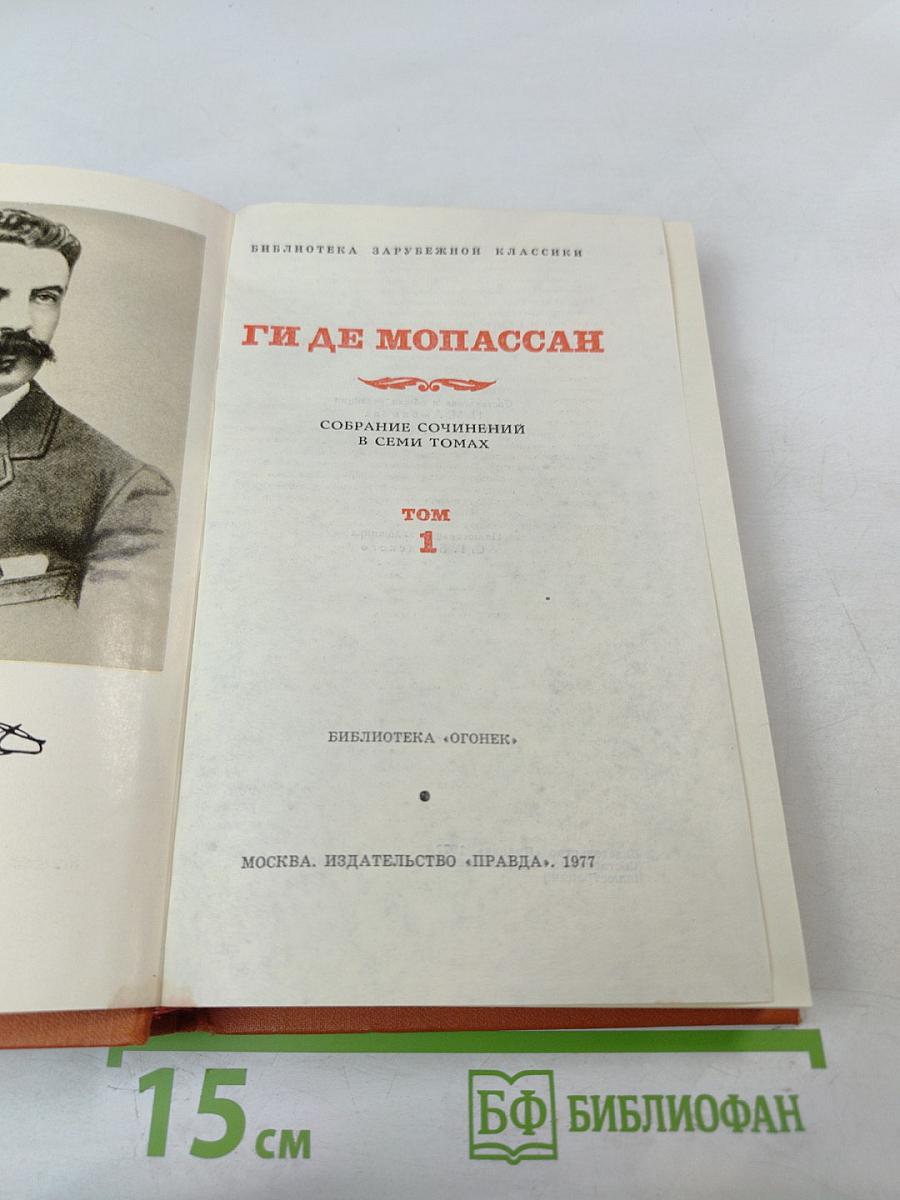 БИБЛИОТЕКА ЗАРУБЕЖНОЙ КЛАССИКИ
ГИ ДЕ МОПАССАН
СОБРАНИЕ СОЧИНЕНИЙ
В СЕМИ ТОМАХ
ТОМ
1
БИБЛИОТЕКА «ОГОНЕК»
МОСКВА. ИЗДАТЕЛЬСТВО «ПРАВДА». 1977
15 см
БФ БИБЛИОФАН